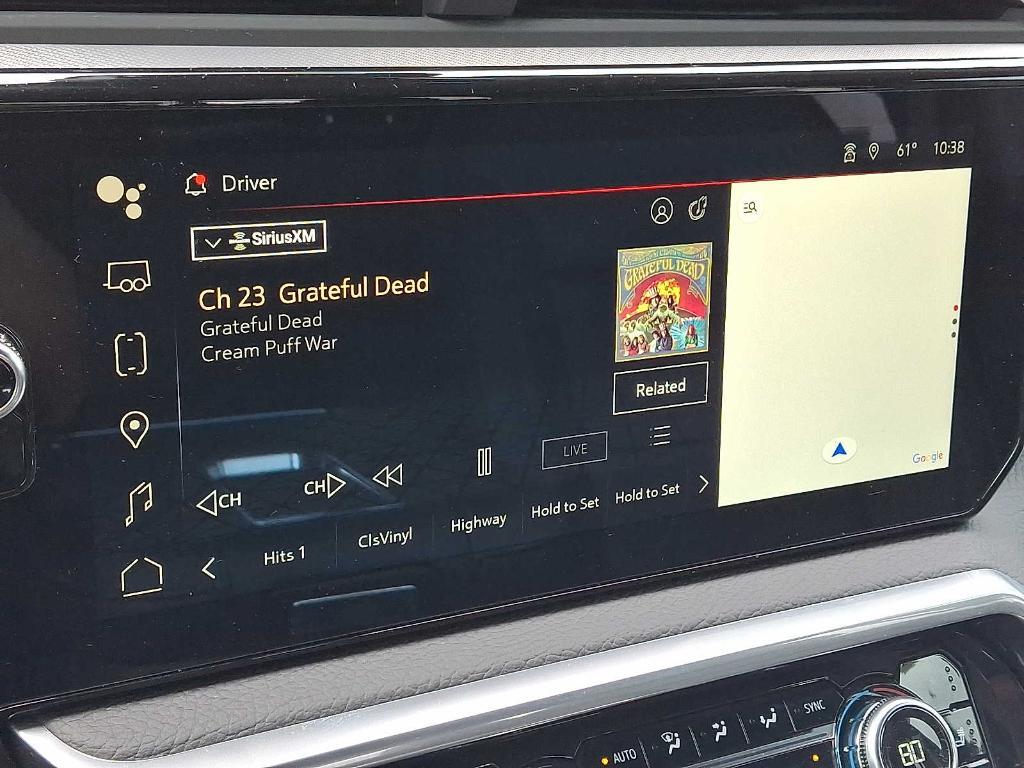 61° 10:38
Driver
SiriusXM
Ch 23 Grateful Dead
Grateful Dead
Cream Puff War
GRATEFUL DEAD
Related
LIVE
CH
CH
Hits 1
ClsVinyl
Highway
Hold to Set
Hold to Set
Google
AUTO
SYNC
80